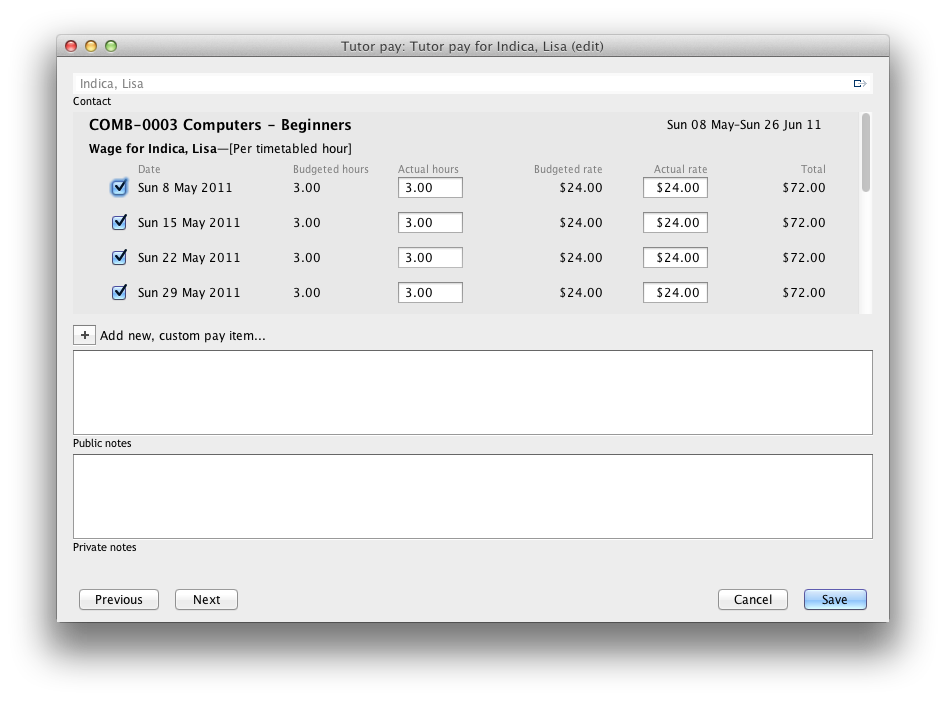 Tutor pay: Tutor pay for Indica, Lisa (edit)
Indica, Lisa
Contact
COMB-0003 Computers - Beginners Sun 08 May-Sun 26 Jun 11
Wage for Indica, Lisa—[Per timetabled hour]
Date Budgeted hours Actual hours Budgeted rate Actual rate Total
Sun 8 May 2011 3.00 3.00 $24.00 $24.00 $72.00
Sun 15 May 2011 3.00 3.00 $24.00 $24.00 $72.00
Sun 22 May 2011 3.00 3.00 $24.00 $24.00 $72.00
Sun 29 May 2011 3.00 3.00 $24.00 $24.00 $72.00
+ Add new, custom pay item...
Public notes
Private notes
Previous Next Cancel Save